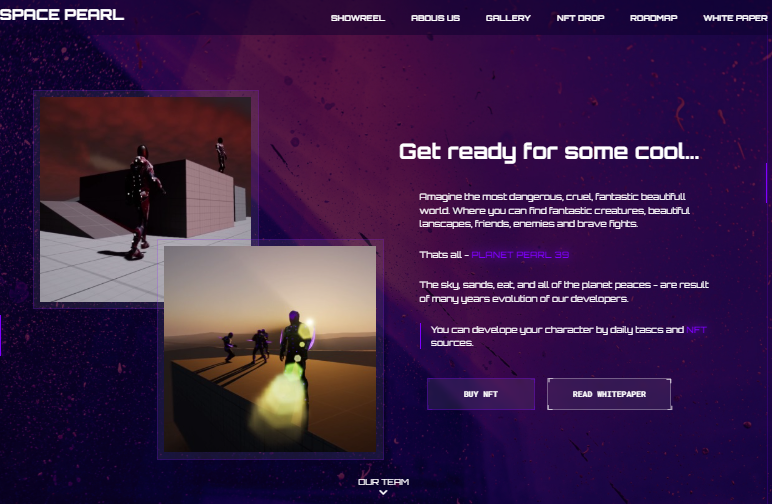 SPACE PEARL
SHOWREEL ABOUS US GALLERY NFT DROP ROADMAP WHITE PAPER
Get ready for some cool...
Amagine the most dangerous, cruel, fantastic beautifull
world. Where you can find fantastic creatures, beautiful
lanscapes, friends, enemies and brave fights.
Thats all - PLANET PEARL 39
The sky, sands, eat, and all of the planet peaces - are result
of many years evolution of our developers.
You can develope your character by daily tascs and NFT
sources.
BUY NFT READ WHITEPAPER
OUR TEAM